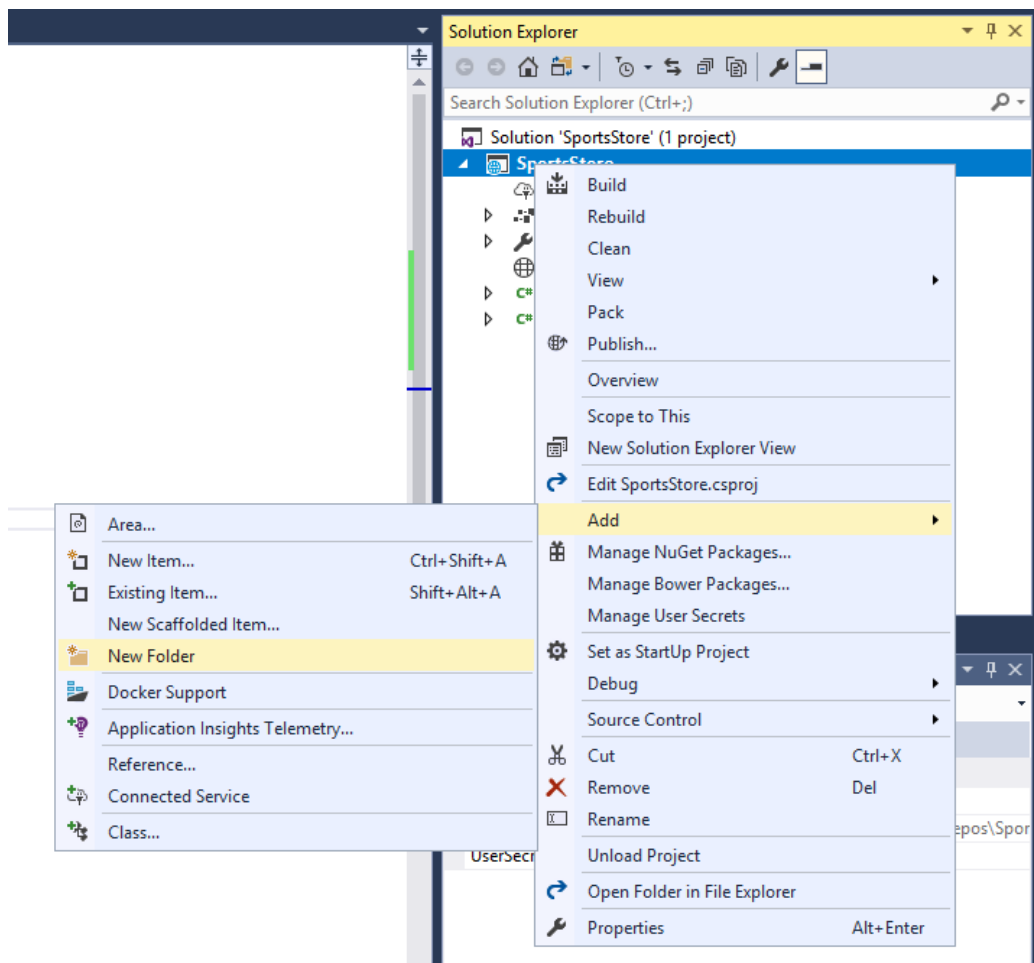 Solution Explorer
Search Solution Explorer (Ctrl+;)
Solution 'SportsStore' (1 project)
SportsStore
Build
Rebuild
Clean
View
Pack
Publish...
Overview
Scope to This
New Solution Explorer View
Edit SportsStore.csproj
Add
Manage NuGet Packages...
Manage Bower Packages...
Manage User Secrets
Set as StartUp Project
Debug
Source Control
Cut Ctrl+X
Remove Del
Rename
Unload Project
Open Folder in File Explorer
Properties Alt+Enter
Area...
New Item... Ctrl+Shift+A
Existing Item... Shift+Alt+A
New Scaffolded Item...
New Folder
Docker Support
Application Insights Telemetry...
Reference...
Connected Service
Class...
C#
C#
epos\Spor
UserSecr